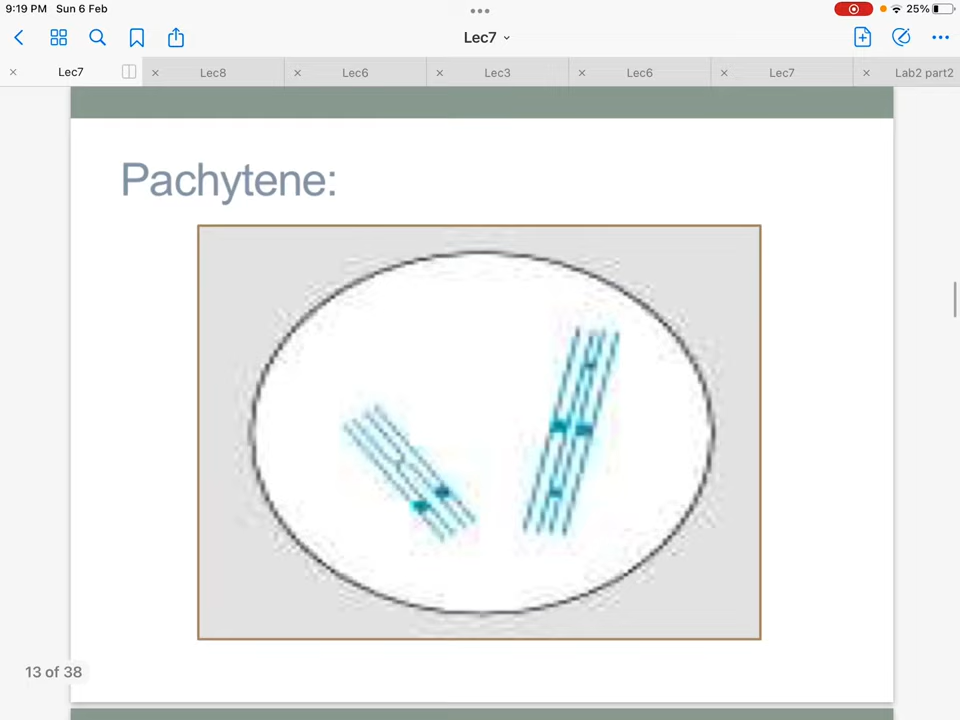 9:19 PM Sun 6 Feb
25%
Lec7
Lec7
Lec8
Lec6
Lec3
Lec6
Lec7
Lab2 part2
Pachytene:
13 of 38